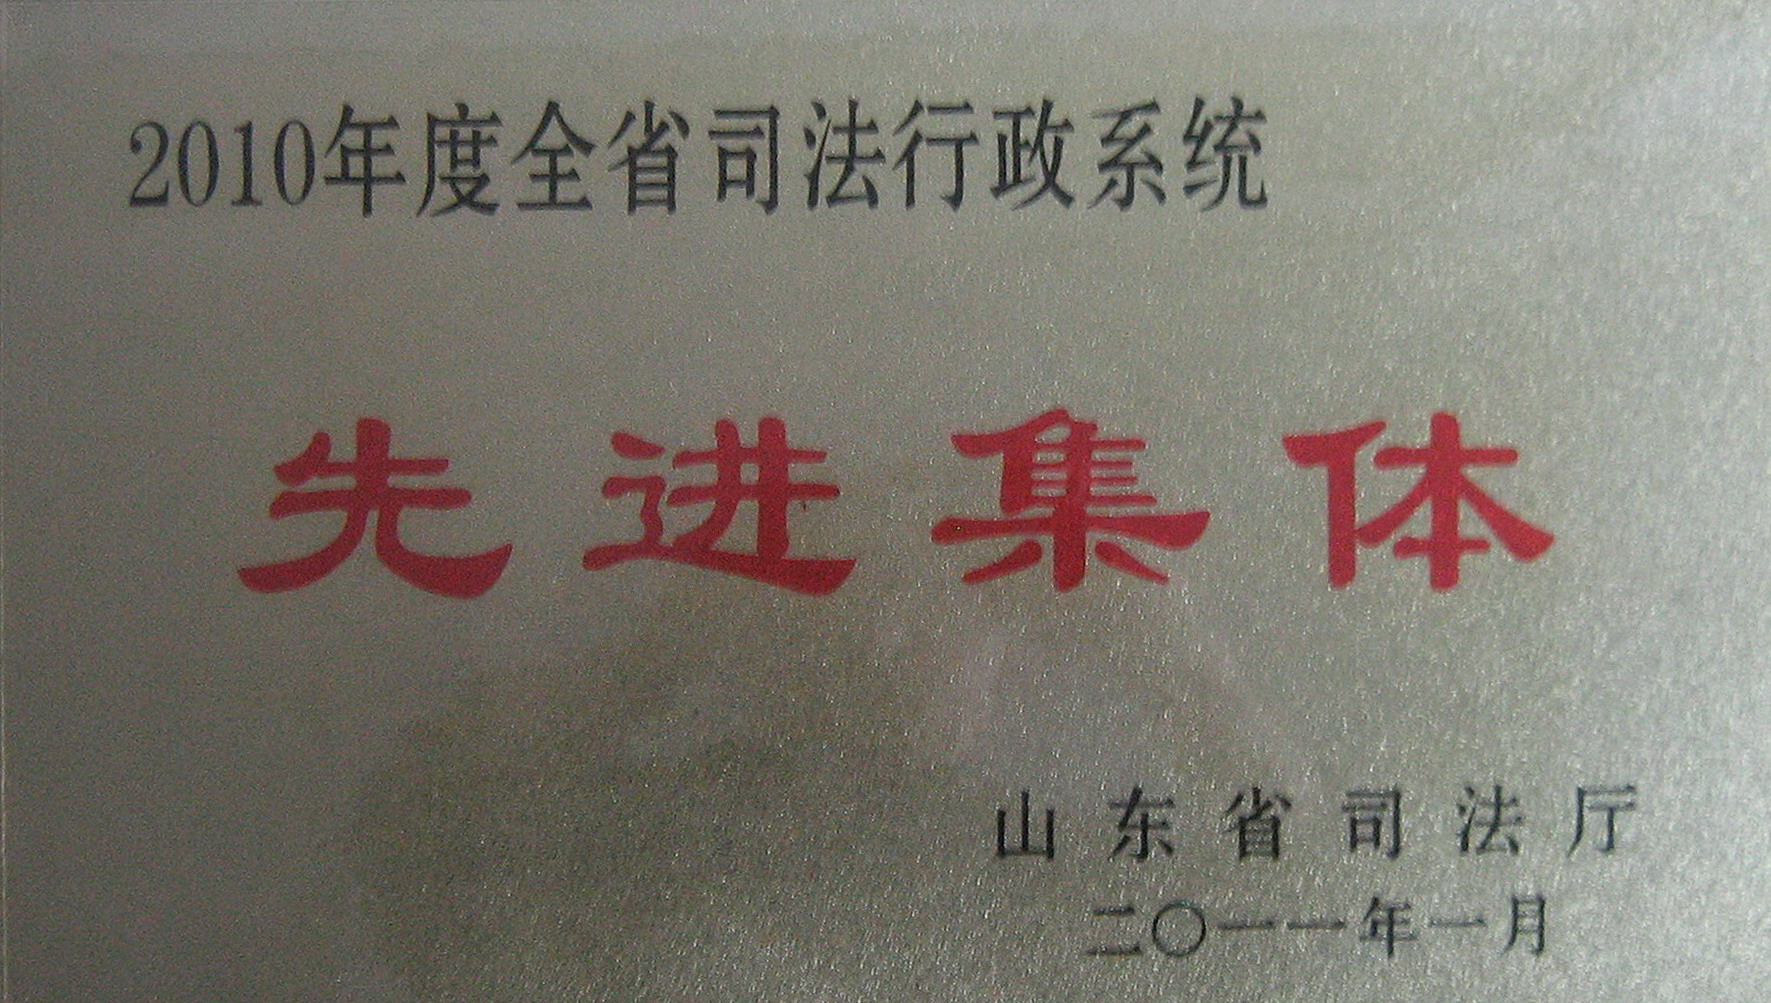 2010年度全省司法行政系统
先进集体
山东省司法厅
二〇一一年一月